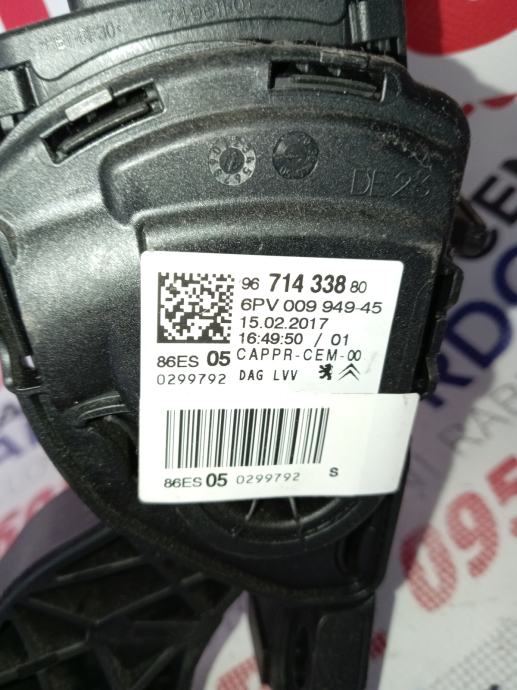 DE 23
96 714 338 80
6PV 009 949-45
15.02.2017
16:49:50 / 01
86ES 05 CAPPR-CEM-00
0299792 DAG LVV
86ES 05 0299792 S
095